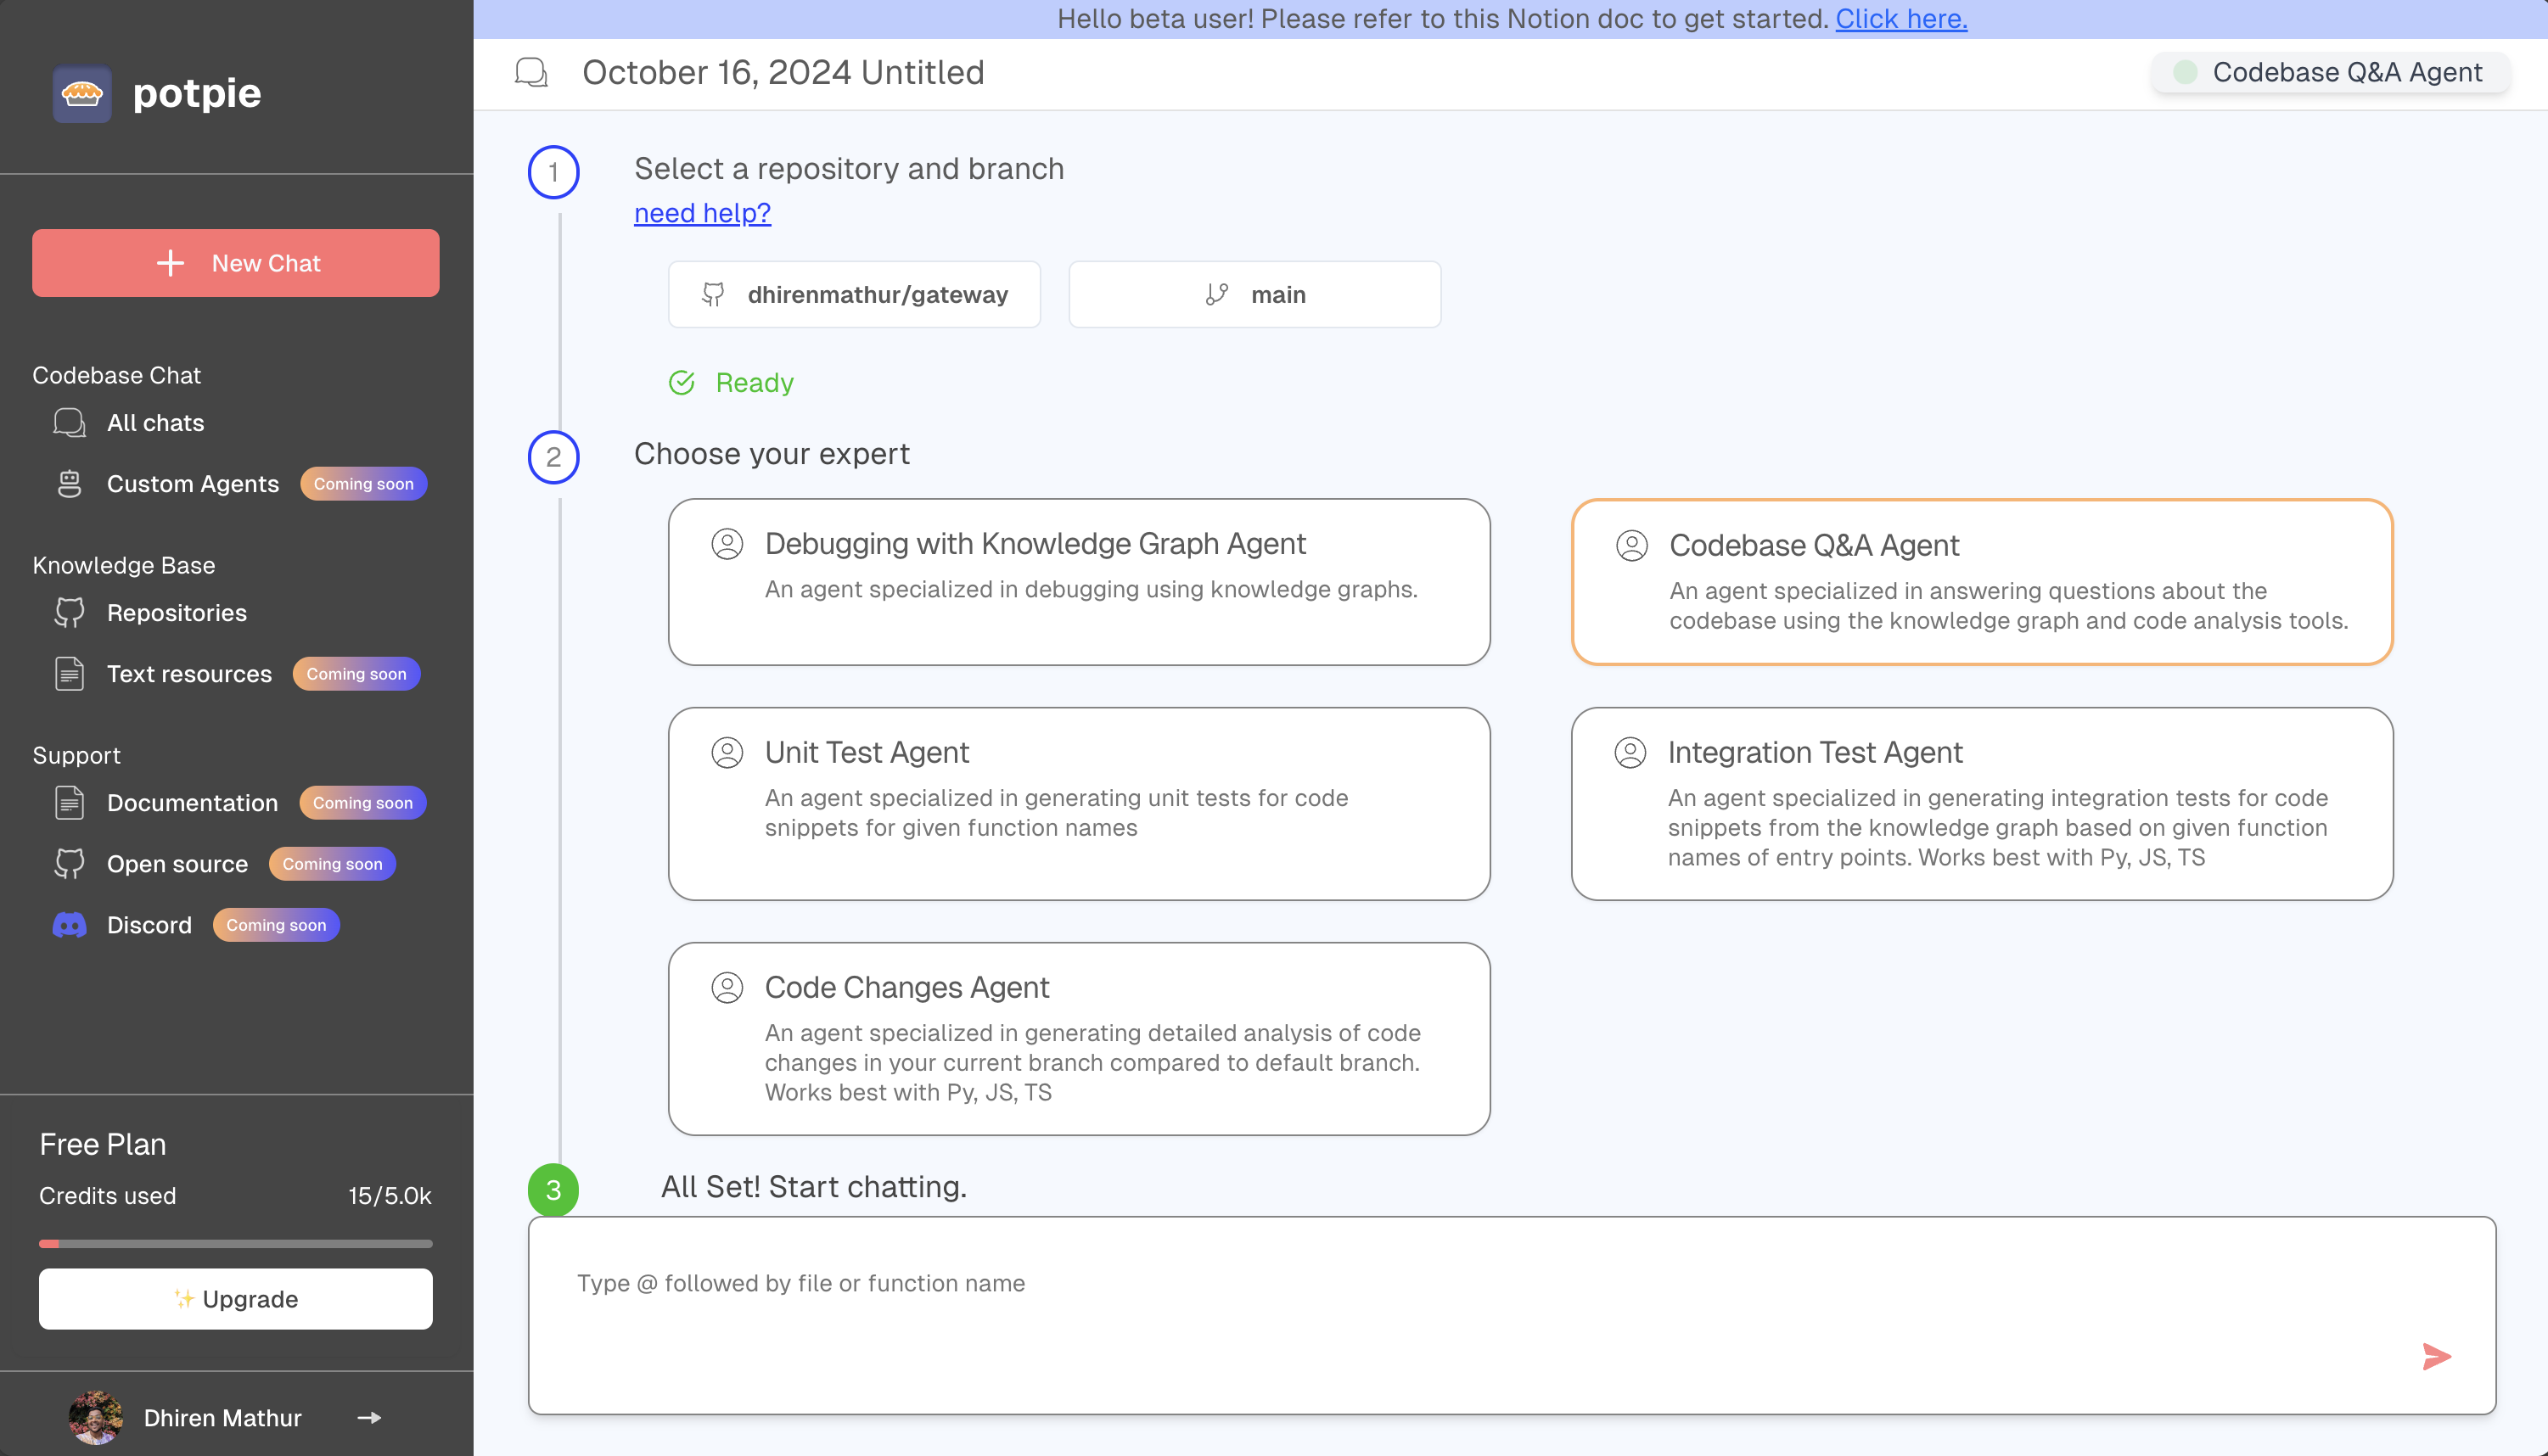 Hello beta user! Please refer to this Notion doc to get started. Click here.
potpie
New Chat
Codebase Chat
All chats
Custom Agents Coming soon
Knowledge Base
Repositories
Text resources Coming soon
Support
Documentation Coming soon
Open source Coming soon
Discord Coming soon
Free Plan
Credits used 15/5.0k
✨ Upgrade
Dhiren Mathur
October 16, 2024 Untitled
Codebase Q&A Agent
1 Select a repository and branch
need help?
dhirenmathur/gateway main
Ready
2 Choose your expert
Debugging with Knowledge Graph Agent
An agent specialized in debugging using knowledge graphs.
Codebase Q&A Agent
An agent specialized in answering questions about the
codebase using the knowledge graph and code analysis tools.
Unit Test Agent
An agent specialized in generating unit tests for code
snippets for given function names
Integration Test Agent
An agent specialized in generating integration tests for code
snippets from the knowledge graph based on given function
names of entry points. Works best with Py, JS, TS
Code Changes Agent
An agent specialized in generating detailed analysis of code
changes in your current branch compared to default branch.
Works best with Py, JS, TS
3 All Set! Start chatting.
Type @ followed by file or function name